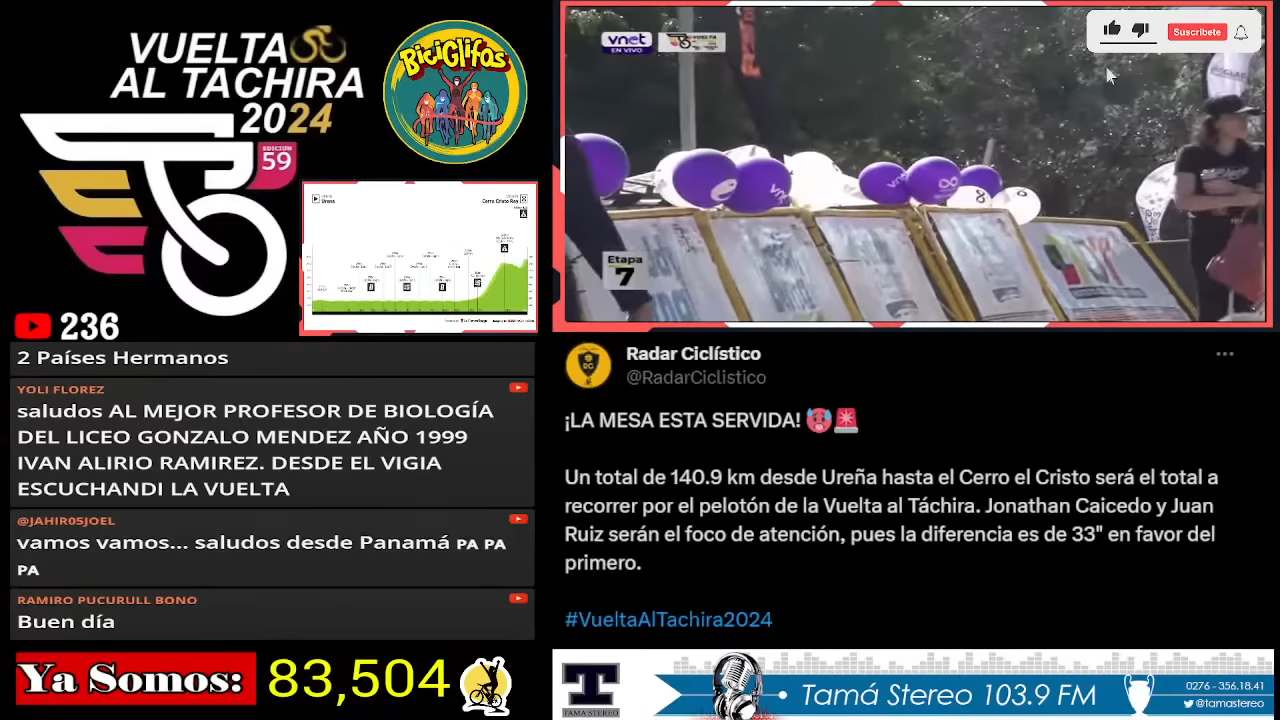 VUELTA
AL TACHIRA
2024
EDICIÓN
59
BiciGlifos
Ureña
Cerro Cristo Rey
236
2 Países Hermanos
YOLI FLOREZ
saludos AL MEJOR PROFESOR DE BIOLOGÍA
DEL LICEO GONZALO MENDEZ AÑO 1999
IVAN ALIRIO RAMIREZ. DESDE EL VIGIA
ESCUCHANDI LA VUELTA
@JAHIR05JOEL
vamos vamos... saludos desde Panamá PA PA
PA
RAMIRO PUCURULL BONO
Buen día
Ya Somos:
83,504
vnet
EN VIVO
Suscribete
Etapa
7
Radar Ciclístico
@RadarCiclistico
¡LA MESA ESTA SERVIDA! 🥵🚨
Un total de 140.9 km desde Ureña hasta el Cerro el Cristo será el total a
recorrer por el pelotón de la Vuelta al Táchira. Jonathan Caicedo y Juan
Ruiz serán el foco de atención, pues la diferencia es de 33" en favor del
primero.
#VueltaAlTachira2024
TAMA STEREO
Tamá Stereo 103.9 FM
0276 - 356.18.41
@tamastereo